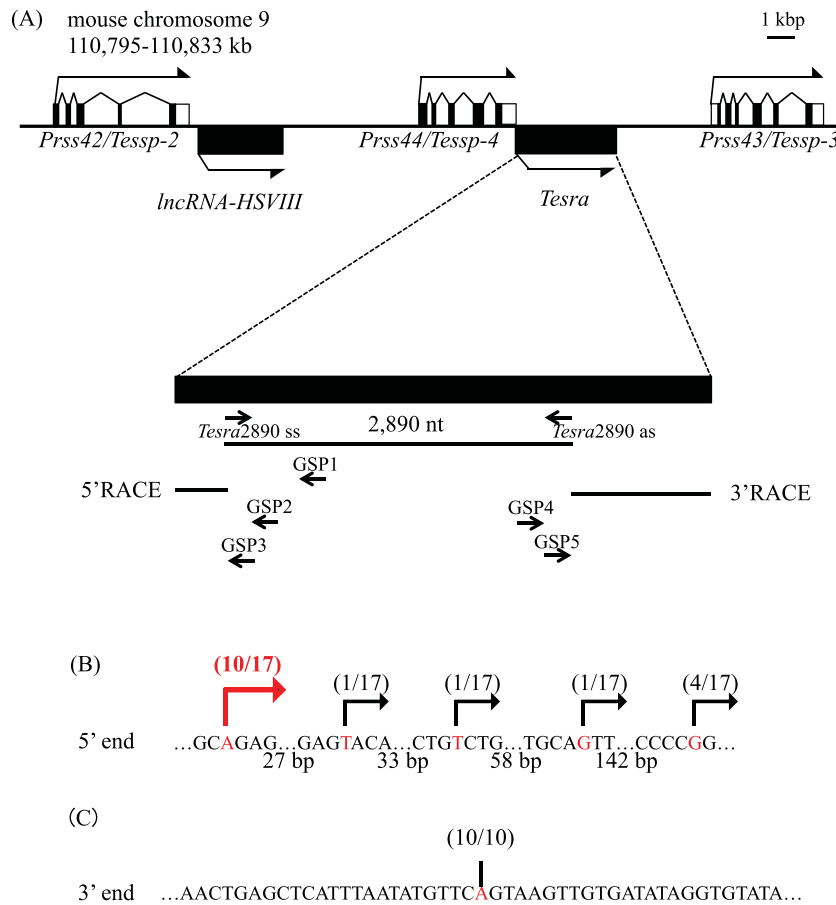 (A)
mouse chromosome 9
110,795-110,833 kb
1 kbp
Prss42/Tessp-2
Prss44/Tessp-4
Prss43/Tessp-3
lncRNA-HSVIII
Tesra
Tesra2890 ss
2,890 nt
Tesra2890 as
GSP1
5’RACE
3’RACE
GSP2
GSP4
GSP3
GSP5
(B)
(10/17)
(1/17)
(1/17)
(1/17)
(4/17)
5’ end
…GCAGAG…GAGTACA…CTGTCTG…TGCAGTT…CCCCGG…
27 bp
33 bp
58 bp
142 bp
(C)
(10/10)
3’ end
…AACTGAGCTCATTTAATATGTTCAGTAAGTTGTGATATAGGTGTATA…